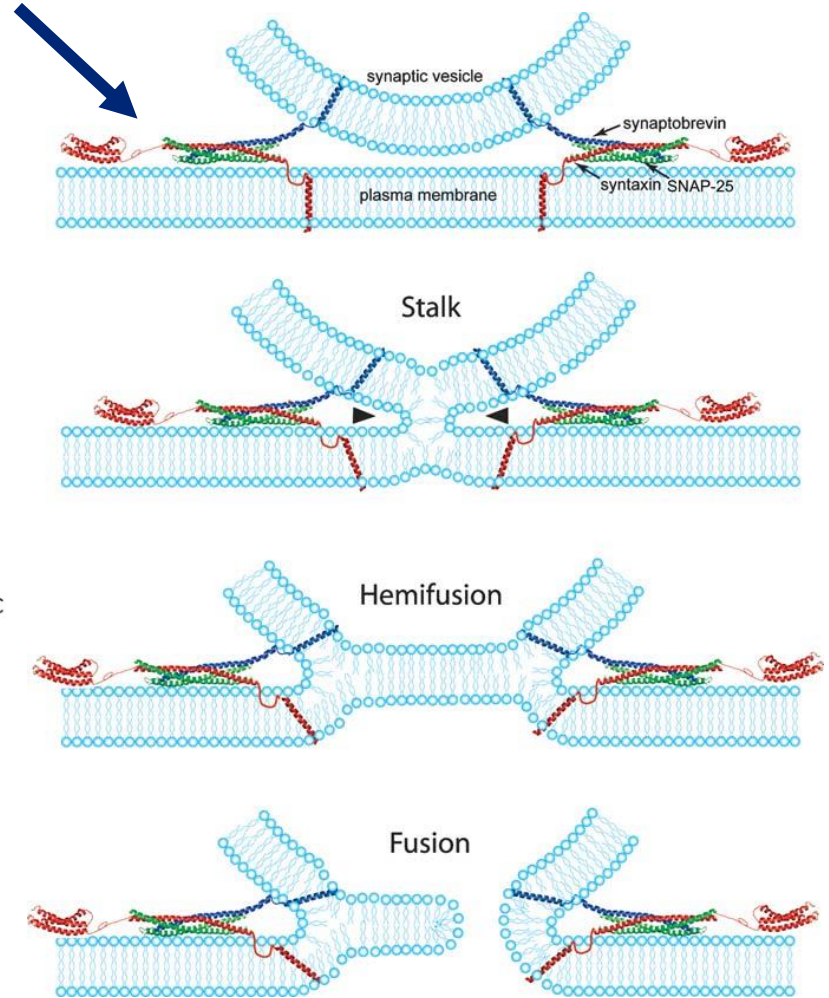 synaptic vesicle
synaptobrevin
syntaxin SNAP-25
plasma membrane
Stalk
Hemifusion
c
Fusion